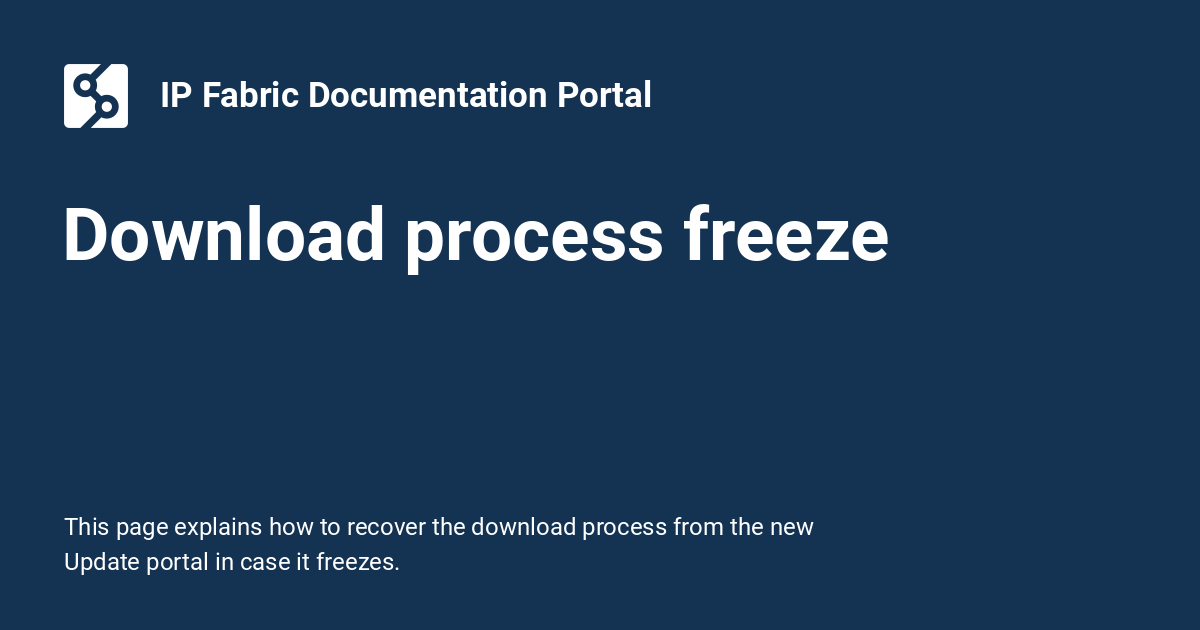 IP Fabric Documentation Portal
Download process freeze
This page explains how to recover the download process from the new
Update portal in case it freezes.